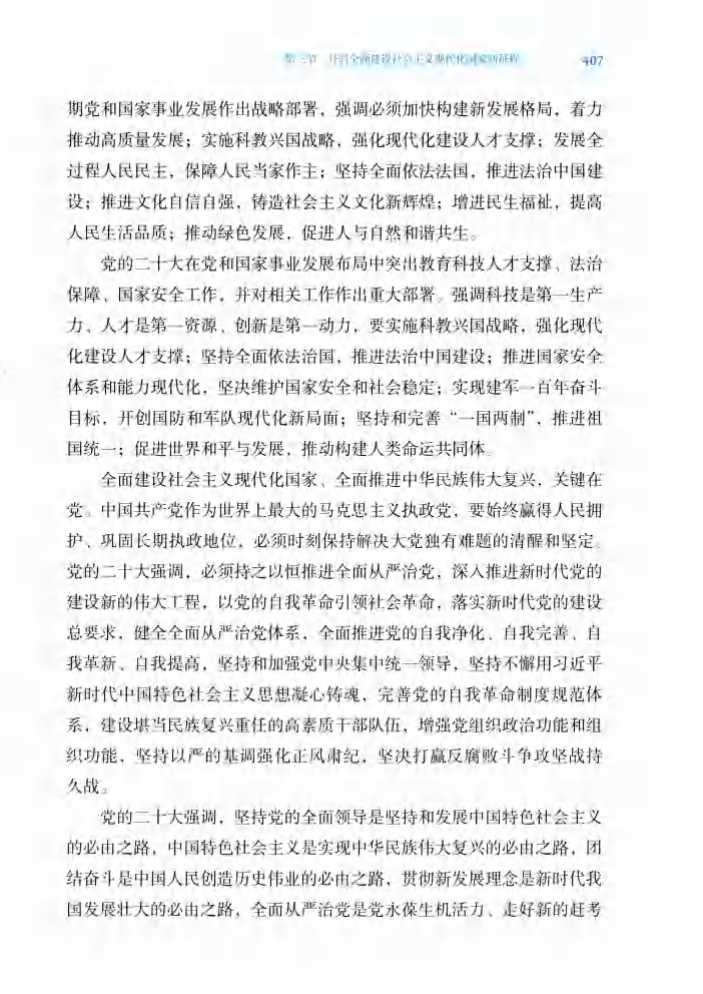 第三节 开启全面建设社会主义现代化国家新征程 407
期党和国家事业发展作出战略部署，强调必须加快构建新发展格局，着力
推动高质量发展；实施科教兴国战略，强化现代化建设人才支撑；发展全
过程人民民主，保障人民当家作主；坚持全面依法法国，推进法治中国建
设；推进文化自信自强，铸造社会主义文化新辉煌；增进民生福祉，提高
人民生活品质；推动绿色发展，促进人与自然和谐共生。
党的二十大在党和国家事业发展布局中突出教育科技人才支撑、法治
保障、国家安全工作，并对相关工作作出重大部署。强调科技是第一生产
力、人才是第一资源、创新是第一动力，要实施科教兴国战略，强化现代
化建设人才支撑；坚持全面依法治国，推进法治中国建设；推进国家安全
体系和能力现代化，坚决维护国家安全和社会稳定；实现建军一百年奋斗
目标，开创国防和军队现代化新局面；坚持和完善“一国两制”，推进祖
国统一；促进世界和平与发展，推动构建人类命运共同体。
全面建设社会主义现代化国家、全面推进中华民族伟大复兴，关键在
党。中国共产党作为世界上最大的马克思主义执政党，要始终赢得人民拥
护、巩固长期执政地位，必须时刻保持解决大党独有难题的清醒和坚定。
党的二十大强调，必须持之以恒推进全面从严治党，深入推进新时代党的
建设新的伟大工程，以党的自我革命引领社会革命，落实新时代党的建设
总要求，健全全面从严治党体系，全面推进党的自我净化、自我完善、自
我革新、自我提高，坚持和加强党中央集中统一领导，坚持不懈用习近平
新时代中国特色社会主义思想凝心铸魂，完善党的自我革命制度规范体
系，建设堪当民族复兴重任的高素质干部队伍，增强党组织政治功能和组
织功能，坚持以严的基调强化正风肃纪，坚决打赢反腐败斗争攻坚战持
久战。
党的二十大强调，坚持党的全面领导是坚持和发展中国特色社会主义
的必由之路，中国特色社会主义是实现中华民族伟大复兴的必由之路，团
结奋斗是中国人民创造历史伟业的必由之路，贯彻新发展理念是新时代我
国发展壮大的必由之路，全面从严治党是党永葆生机活力、走好新的赶考